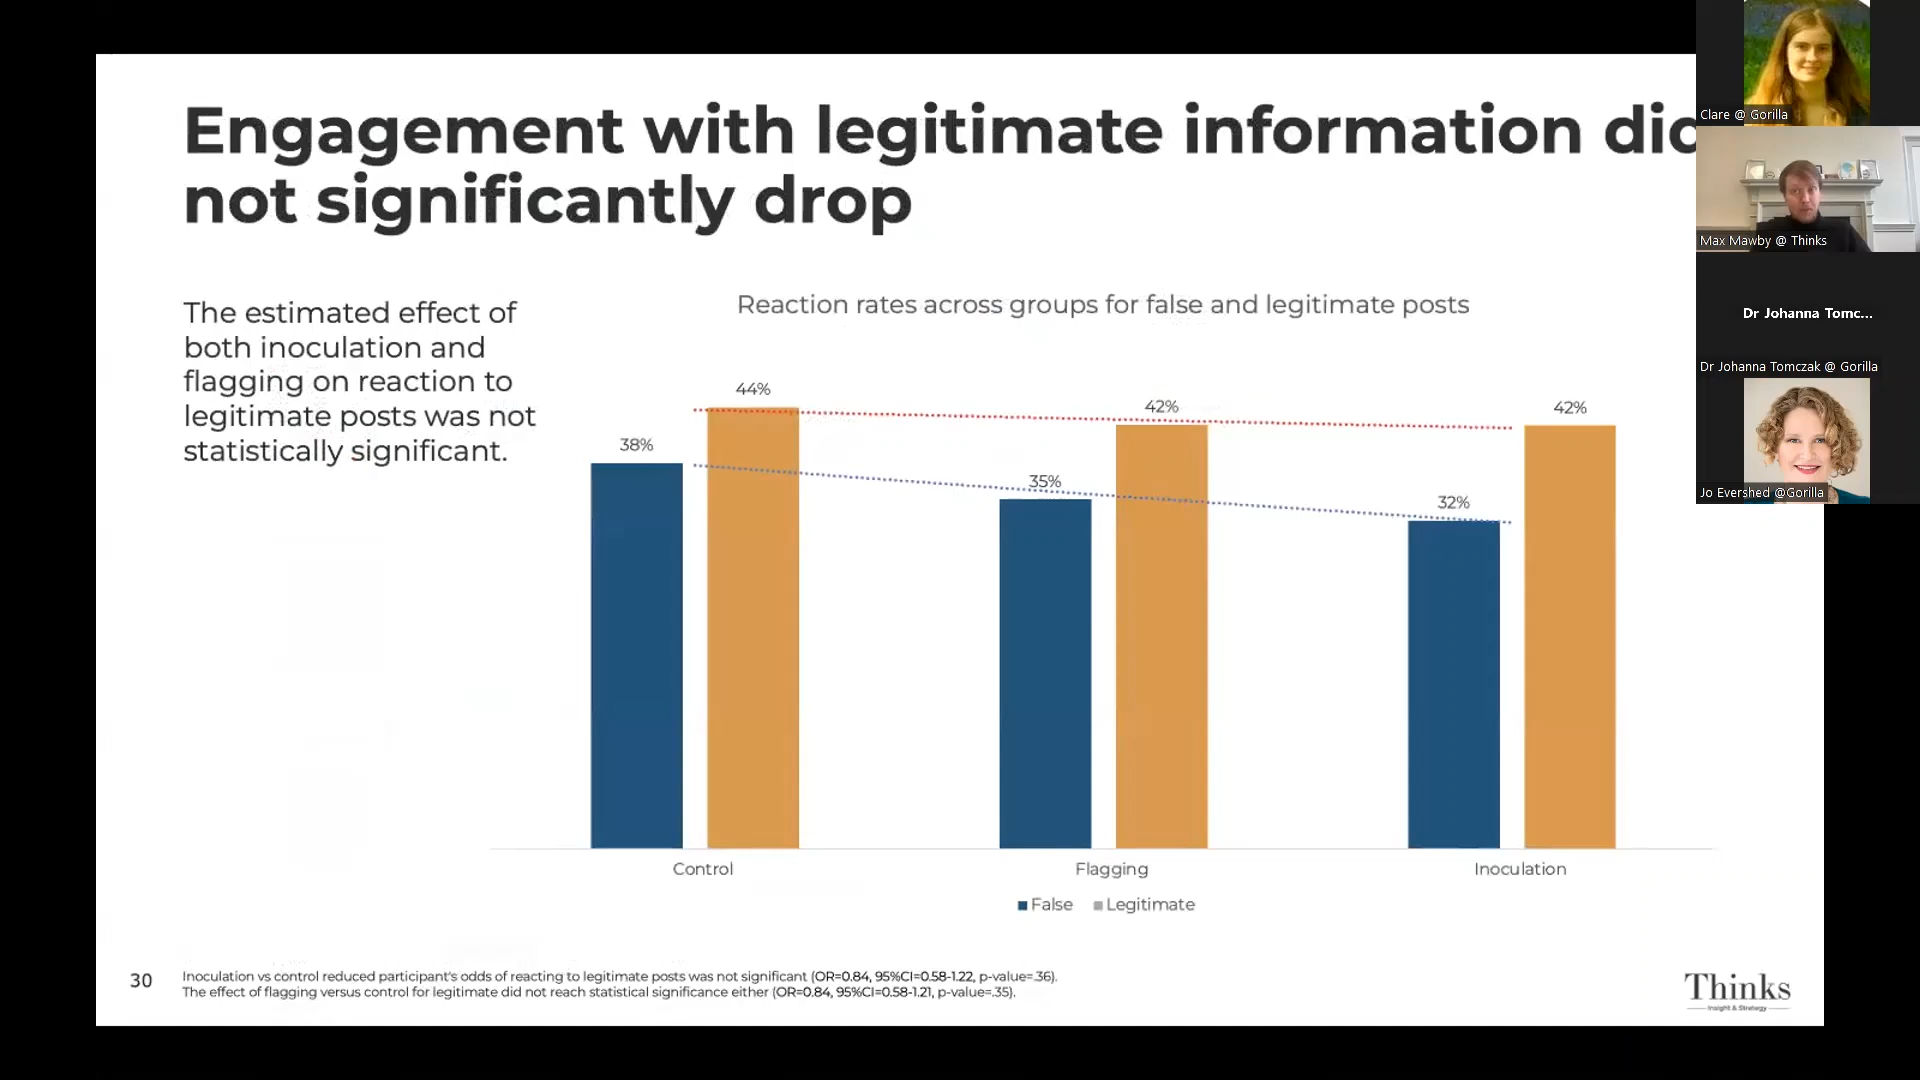 Engagement with legitimate information did
not significantly drop
The estimated effect of
both inoculation and
flagging on reaction to
legitimate posts was not
statistically significant.
Reaction rates across groups for false and legitimate posts
44%
38%
42%
35%
42%
32%
Control
Flagging
Inoculation
False
Legitimate
30
Inoculation vs control reduced participant's odds of reacting to legitimate posts was not significant (OR=0.84, 95%CI=0.58-1.22, p-value=.36).
The effect of flagging versus control for legitimate did not reach statistical significance either (OR=0.84, 95%CI=0.58-1.21, p-value=.35).
Thinks
Insight & Strategy
Clare @ Gorilla
Max Mawby @ Thinks
Dr Johanna Tomc...
Dr Johanna Tomczak @ Gorilla
Jo Evershed @Gorilla